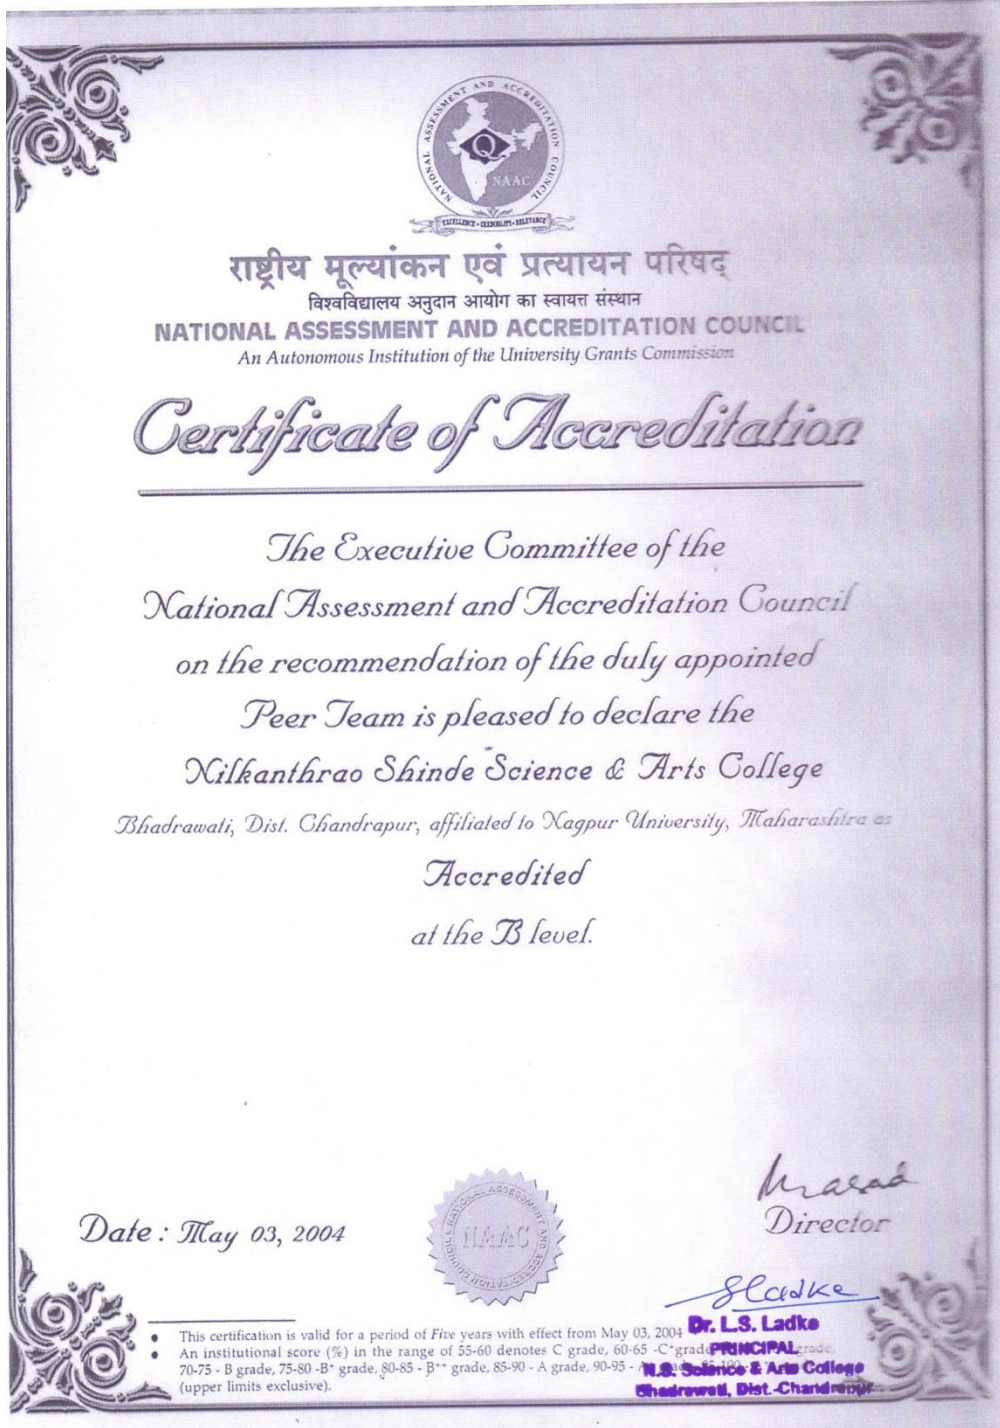 NATIONAL ASSESSMENT AND ACCREDITATION COUNCIL
Q
NAAC
EXCELLENCE • CREDIBILITY • RELEVANCE
राष्ट्रीय मूल्यांकन एवं प्रत्यायन परिषद्
विश्वविद्यालय अनुदान आयोग का स्वायत्त संस्थान
NATIONAL ASSESSMENT AND ACCREDITATION COUNCIL
An Autonomous Institution of the University Grants Commission
Certificate of Accreditation
The Executive Committee of the
National Assessment and Accreditation Council
on the recommendation of the duly appointed
Peer Team is pleased to declare the
Nilkanthrao Shinde Science & Arts College
Bhadrawati, Dist. Chandrapur, affiliated to Nagpur University, Maharashtra as
Accredited
at the B level.
Date : May 03, 2004
NATIONAL ASSESSMENT AND ACCREDITATION COUNCIL
NAAC
Director
SLadke
Dr. L.S. Ladke
PRINCIPAL
N.S. Science & Arts College
Bhadrawati, Dist.-Chandrapur
• This certification is valid for a period of Five years with effect from May 03, 2004
• An institutional score (%) in the range of 55-60 denotes C grade, 60-65 -C⁺ grade, grade,
70-75 - B grade, 75-80 -B⁺ grade, 80-85 - B⁺⁺ grade, 85-90 - A grade, 90-95 -
(upper limits exclusive).